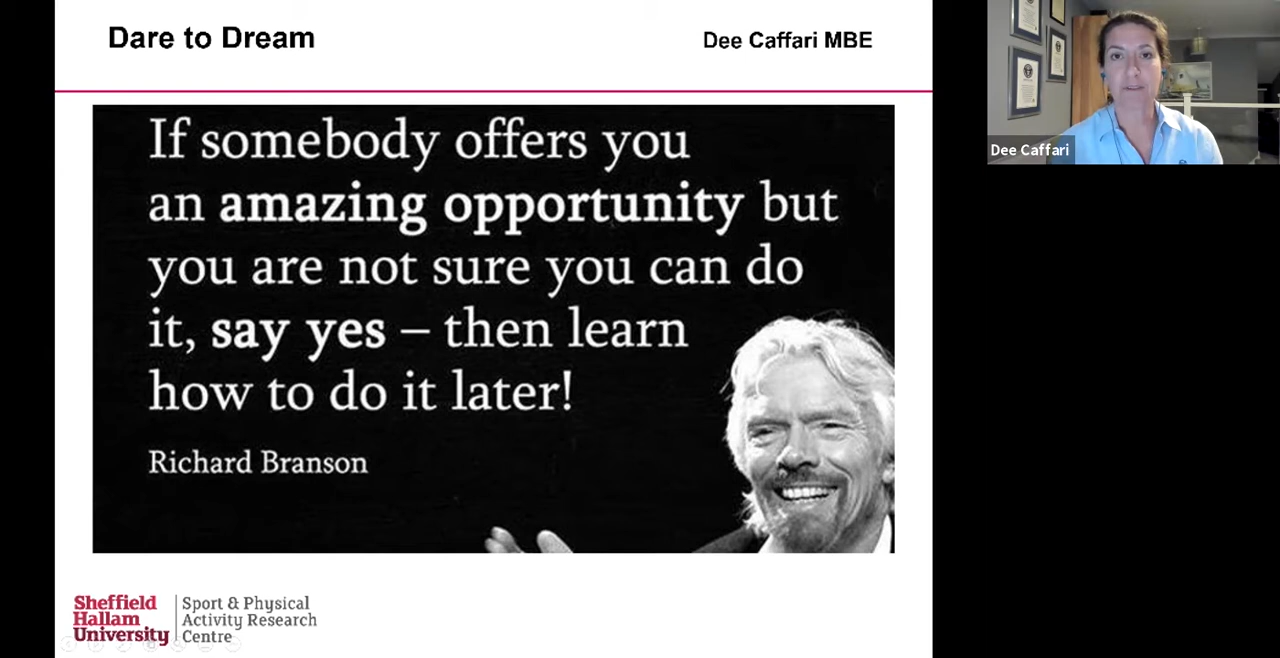 Dare to Dream
Dee Caffari MBE
If somebody offers you
an amazing opportunity but
you are not sure you can do
it, say yes – then learn
how to do it later!
Richard Branson
Sheffield
Hallam
University
Sport & Physical
Activity Research
Centre
Dee Caffari